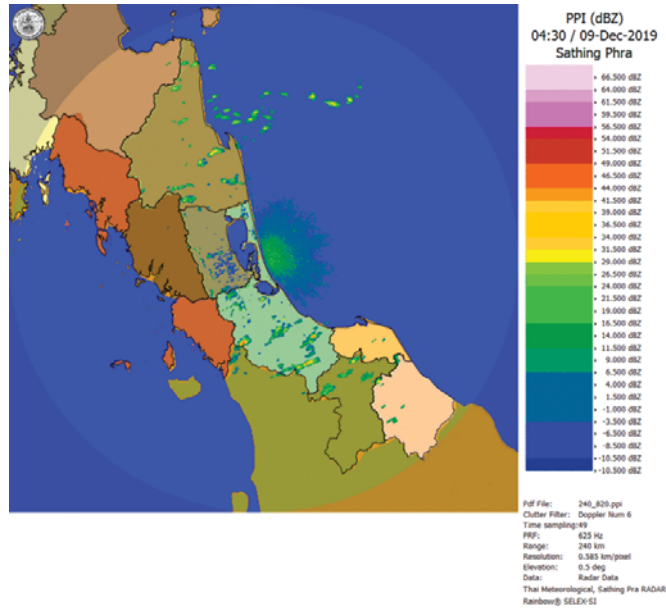 PPI (dBZ)
04:30 / 09-Dec-2019
Sathing Phra
66.500 dBZ
64.000 dBZ
61.500 dBZ
59.300 dBZ
56.500 dBZ
54.000 dBZ
51.500 dBZ
49.000 dBZ
46.500 dBZ
44.000 dBZ
41.500 dBZ
39.000 dBZ
36.500 dBZ
34.000 dBZ
31.500 dBZ
29.000 dBZ
26.500 dBZ
24.000 dBZ
21.500 dBZ
19.000 dBZ
16.500 dBZ
14.000 dBZ
11.500 dBZ
9.000 dBZ
6.500 dBZ
4.000 dBZ
1.500 dBZ
-1.000 dBZ
-3.500 dBZ
-6.000 dBZ
-8.500 dBZ
-10.500 dBZ
-10.500 dBZ
Pdf File: 240_820.ppi
Clutter Filter: Doppler Num 6
Time sampling:49
PRF: 625 Hz
Range: 240 km
Resolution: 0.585 km/pixel
Elevation: 0.5 deg
Data: Radar Data
Thai Meteorological, Sathing Pra RADAR
Rainbow® SELEX-SI